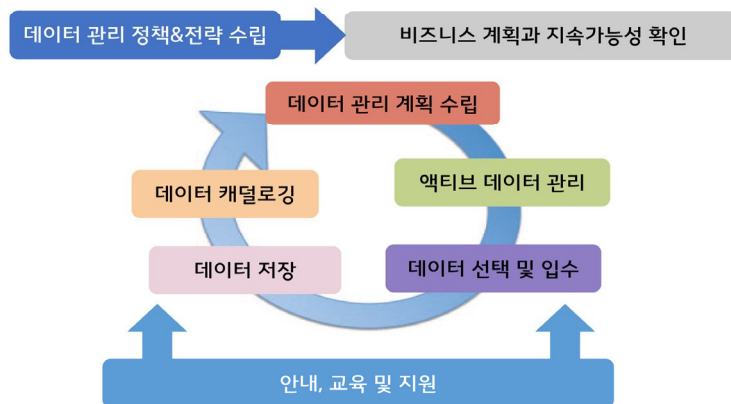 데이터 관리 정책&전략 수립
비즈니스 계획과 지속가능성 확인
데이터 관리 계획 수립
데이터 캐덜로깅
액티브 데이터 관리
데이터 저장
데이터 선택 및 입수
안내, 교육 및 지원